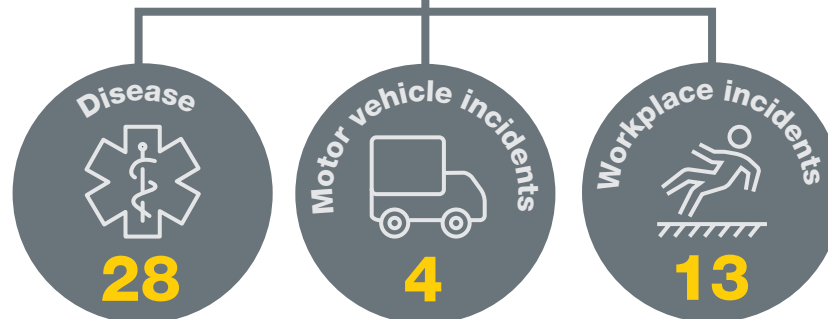 Disease
28
Motor vehicle incidents
4
Workplace incidents
13